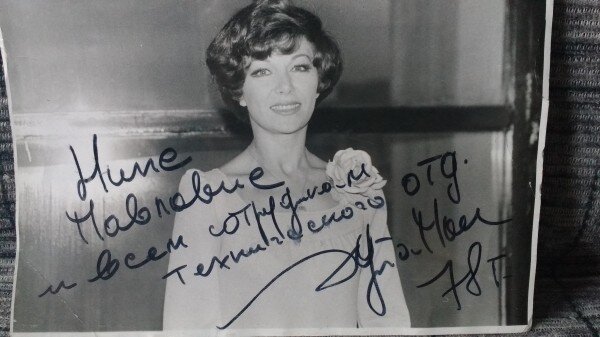 Нине
Павловне
и всем сотрудникам
технического отд.
78 г.